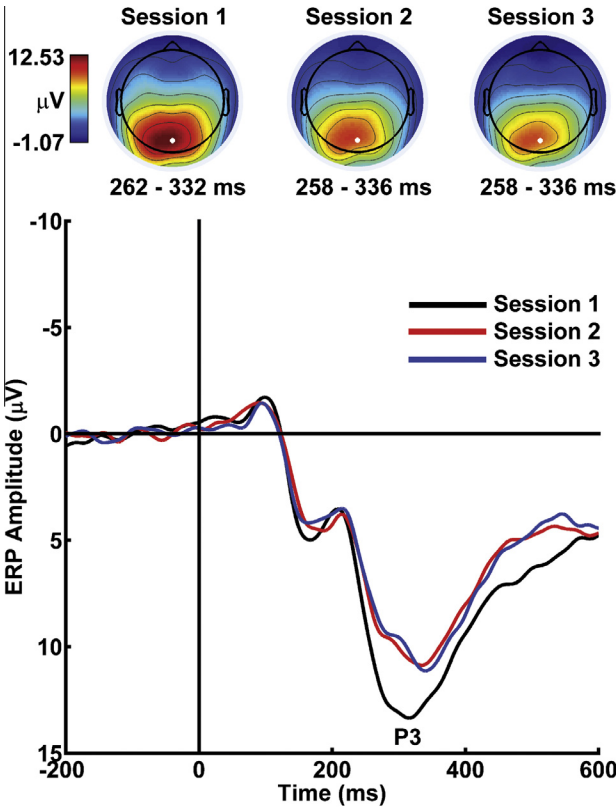 Session 1 Session 2 Session 3
12.53
μV
-1.07
262 - 332 ms 258 - 336 ms 258 - 336 ms
-10
Session 1
-5
Session 2
Session 3
0
ERP Amplitude (μV)
5
10
P3
15
-200 0 200 400 600
Time (ms)